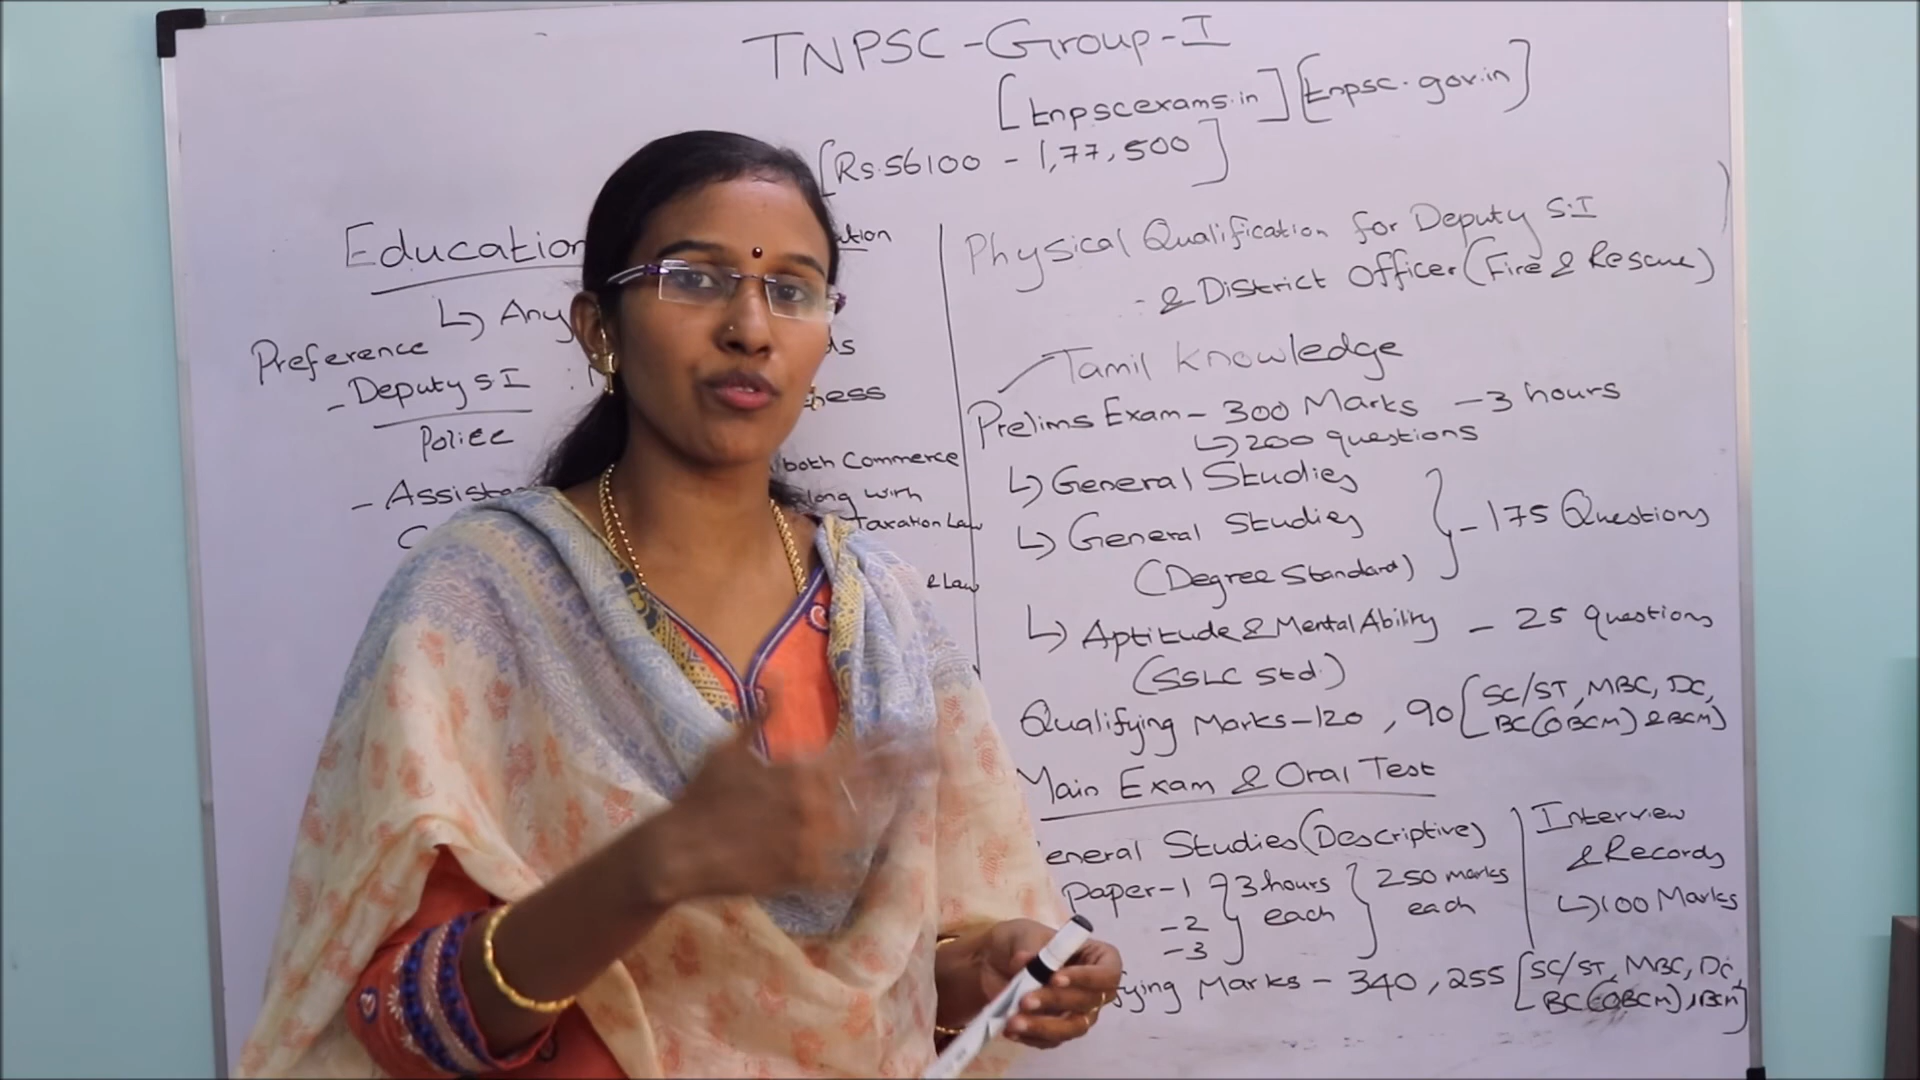 TNPSC-Group-I
[tnpscexams.in] [tnpsc.gov.in]
[Rs.56100 - 1,77,500]
Education
↳ Any
Preference
- Deputy S I :
Police
- Assista
both Commerce
along with
Taxation Law
& Law
Physical Qualification for Deputy S.I
& District Officer (Fire & Rescue)
Tamil Knowledge
Prelims Exam - 300 Marks - 3 hours
↳ 200 questions
↳ General Studies
↳ General Studies } - 175 Questions
(Degree Standard)
↳ Aptitude & Mental Ability - 25 questions
(SSLC Std.)
Qualifying Marks - 120, 90 [SC/ST, MBC, DC,
BC(OBCM) & BCM]
Main Exam & Oral Test
eneral Studies (Descriptive)
Paper-1 } 3 hours each } 250 marks each
-2
-3
Interview
& Records
↳ 100 Marks
fying Marks - 340, 255 [SC/ST, MBC, DC,
BC(OBCM), BCM]